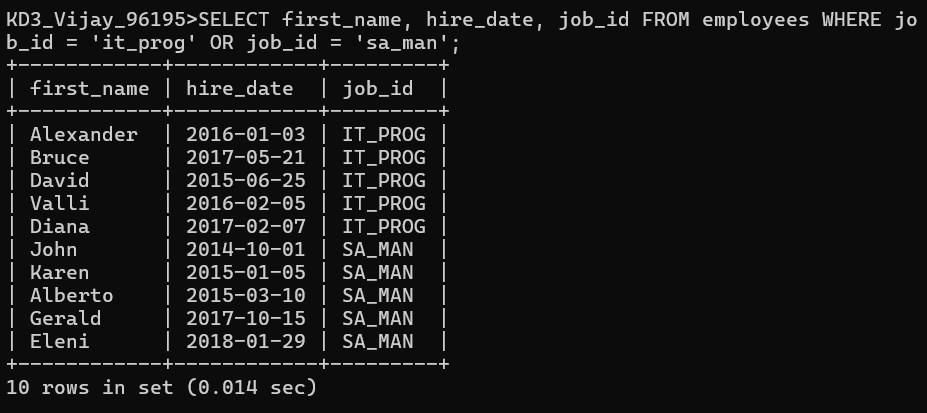 KD3_Vijay_96195>SELECT first_name, hire_date, job_id FROM employees WHERE jo
b_id = 'it_prog' OR job_id = 'sa_man';
+------------+------------+---------+
| first_name | hire_date  | job_id  |
+------------+------------+---------+
| Alexander  | 2016-01-03 | IT_PROG |
| Bruce      | 2017-05-21 | IT_PROG |
| David      | 2015-06-25 | IT_PROG |
| Valli      | 2016-02-05 | IT_PROG |
| Diana      | 2017-02-07 | IT_PROG |
| John       | 2014-10-01 | SA_MAN  |
| Karen      | 2015-01-05 | SA_MAN  |
| Alberto    | 2015-03-10 | SA_MAN  |
| Gerald     | 2017-10-15 | SA_MAN  |
| Eleni      | 2018-01-29 | SA_MAN  |
+------------+------------+---------+
10 rows in set (0.014 sec)